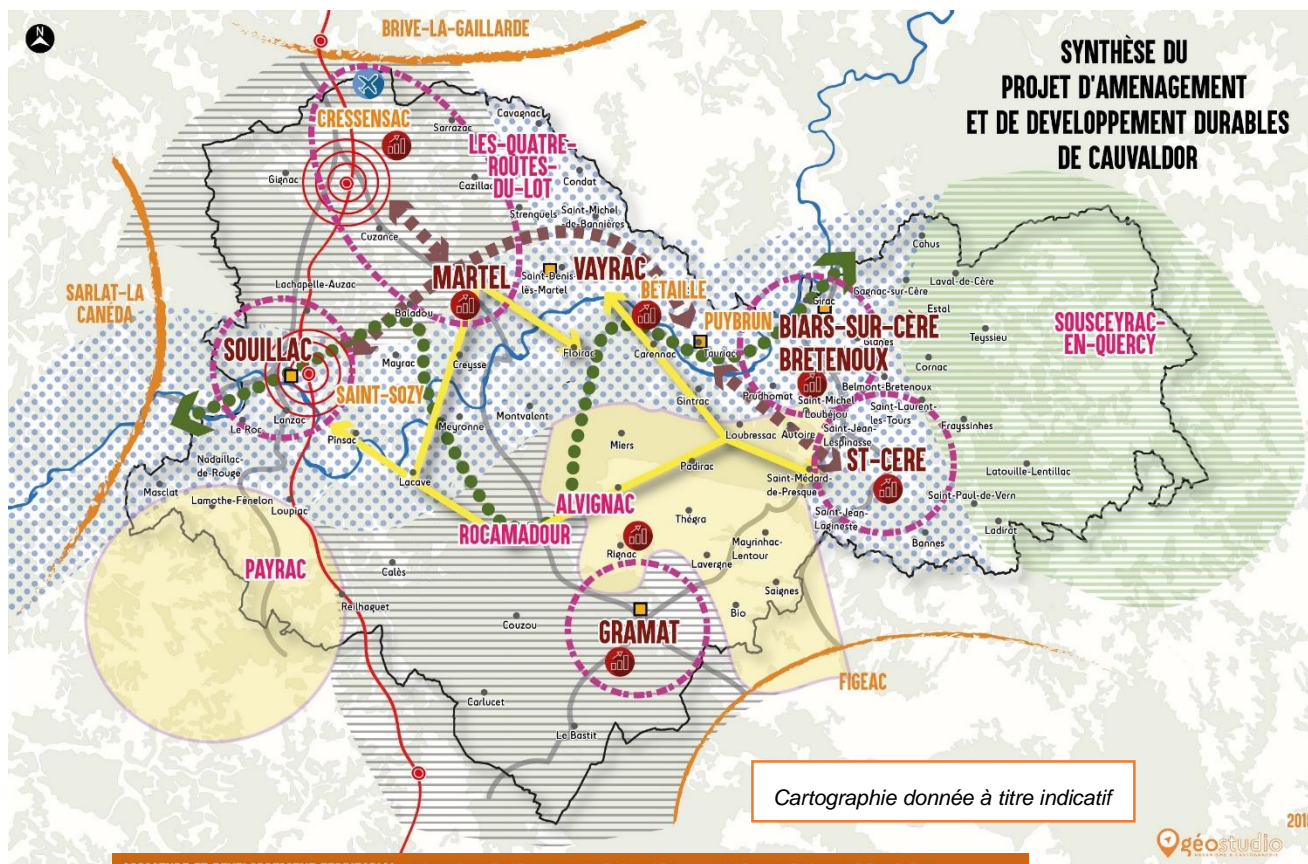 N
BRIVE-LA-GAILLARDE
SYNTHÈSE DU
PROJET D'AMENAGEMENT
ET DE DEVELOPPEMENT DURABLES
DE CAUVALDOR
CRESSENSAC
Sarrazac
Cavagnac
LES-QUATRE-
ROUTES-
DU-LOT
Gignac
Cazillac
Condat
Strenquels
Saint-Michel
de-Bannières
Cuzance
Cahus
MARTEL
Saint-Denis
lès-Martel
VAYRAC
BÉTAILLE
Lachapelle-Auzac
Gagnac-sur-Cère
Laval-de-Cère
SARLAT-LA
CANÉDA
Baladou
Girac
Estal
PUYBRUN
BIARS-SUR-CÈRE
Glanes
Teyssieu
SOUSCEYRAC-
EN-QUERCY
SOUILLAC
Mayrac
Creysse
Floirac
Carennac
Tauriac
BRETENOUX
Cornac
SAINT-SOZY
Gintrac
Prudhomat
Belmont-Bretenoux
Saint-Michel
Loubéjou
Saint-Laurent-
les-Tours
Lanzac
Montvalent
Le Roc
Pinsac
Meyronne
Miers
Loubressac
Autoire
Saint-Jean-
Lespinasse
Frayssinhes
Nadaillac-
de-Rouge
Padirac
ST-CERE
Latouille-Lentillac
Masclat
Lamothe-Fénelon
Lacave
Saint-Médard-
de-Presque
Saint-Paul-de-Vern
Loupiac
ALVIGNAC
ROCAMADOUR
Thégra
Saint-Jean-
Lagineste
Ladirat
Bannes
Rignac
Mayrinhac-
Lentour
PAYRAC
Calès
Lavergne
Saignes
Reilhaguet
Couzou
Bio
GRAMAT
FIGEAC
Carlucet
Le Bastit
Cartographie donnée à titre indicatif
géostudio